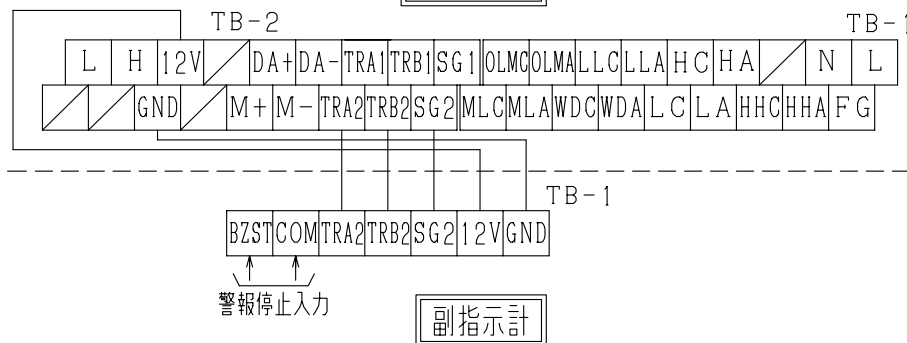 TB-2 TB-1
L H 12V DA+ DA- TRA1 TRB1 SG1 OLMC OLMA LLC LLA HC HA N L
GND M+ M- TRA2 TRB2 SG2 MLC MLA WDC WDA LC LA HHC HHA FG
TB-1
BZST COM TRA2 TRB2 SG2 12V GND
警報停止入力
副指示計